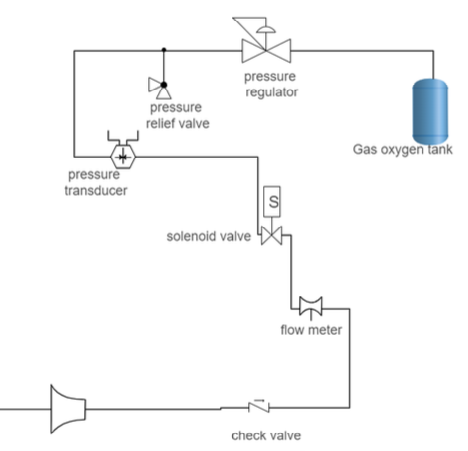 pressure
regulator
pressure
relief valve
Gas oxygen tank
pressure
transducer
S
solenoid valve
flow meter
check valve